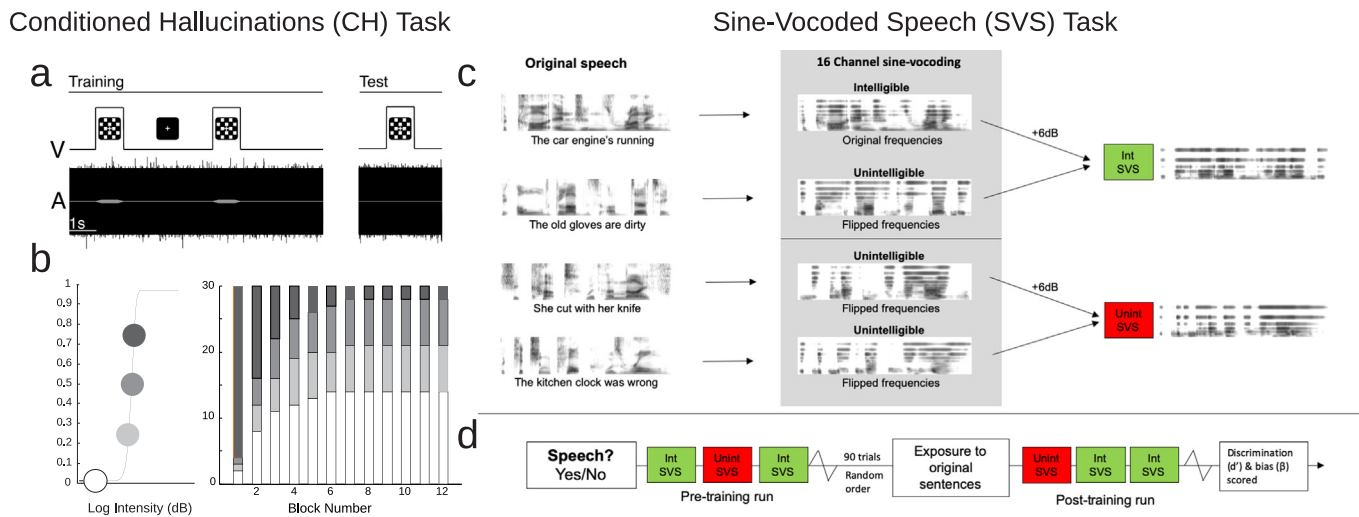 Conditioned Hallucinations (CH) Task
Sine-Vocoded Speech (SVS) Task
a
Training
Test
V
A
1s
b
1
0.9
0.8
0.7
0.6
0.5
0.4
0.3
0.2
0.1
0
Log Intensity (dB)
30
20
10
0
2 4 6 8 10 12
Block Number
c
Original speech
16 Channel sine-vocoding
Intelligible
The car engine's running
Original frequencies
+6dB
Int
SVS
Unintelligible
The old gloves are dirty
Flipped frequencies
Unintelligible
She cut with her knife
Flipped frequencies
+6dB
Unint
SVS
Unintelligible
The kitchen clock was wrong
Flipped frequencies
d
Speech?
Yes/No
Int
SVS
Unint
SVS
Int
SVS
Pre-training run
90 trials
Random
order
Exposure to
original
sentences
Unint
SVS
Int
SVS
Int
SVS
Post-training run
Discrimination
(d') & bias (β)
scored